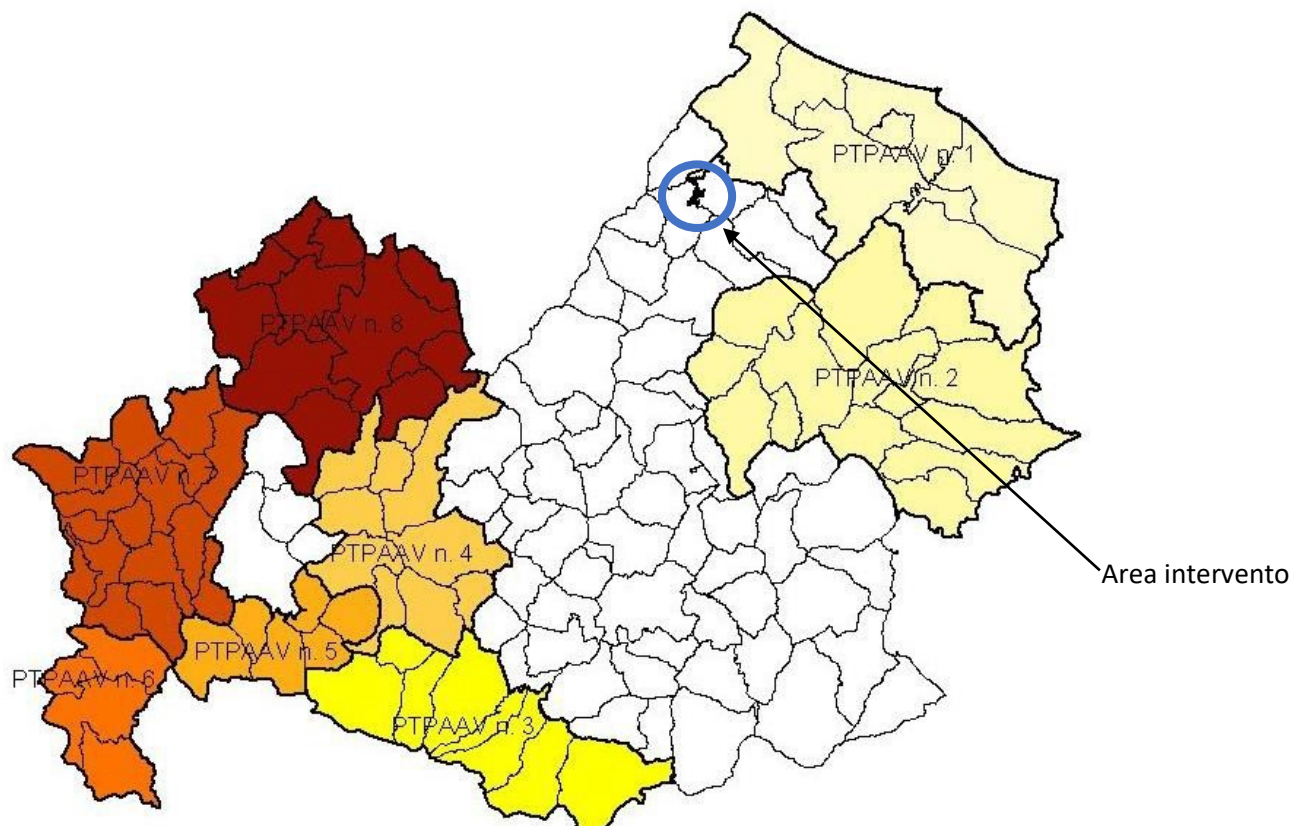 PTPAAV n. 1
PTPAAV n. 8
PTPAAV n. 2
PTPAAV n. 7
PTPAAV n. 4
Area intervento
PTPAAV n. 5
PTPAAV n. 6
PTPAAV n. 3